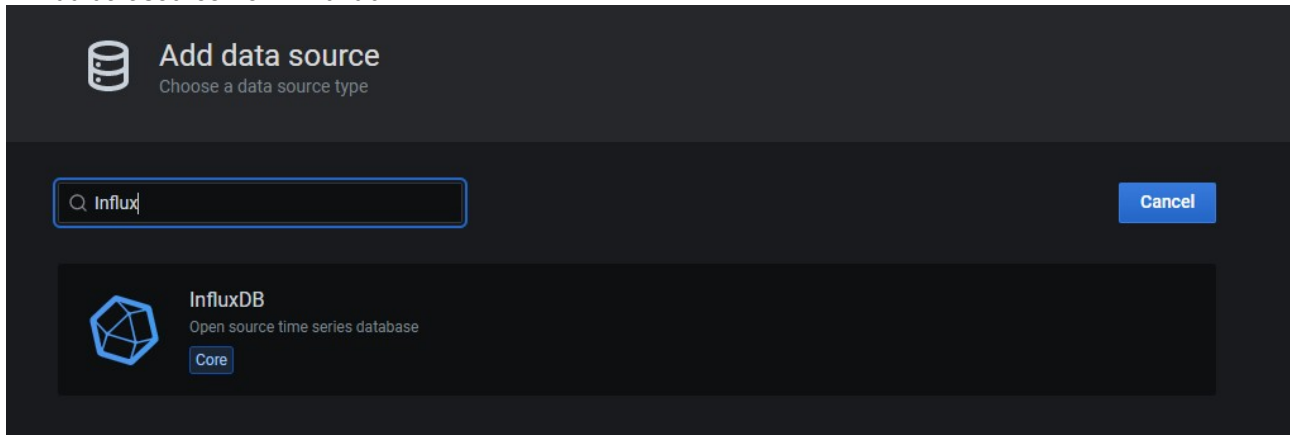 Add data source
Choose a data source type
Influx
Cancel
InfluxDB
Open source time series database
Core